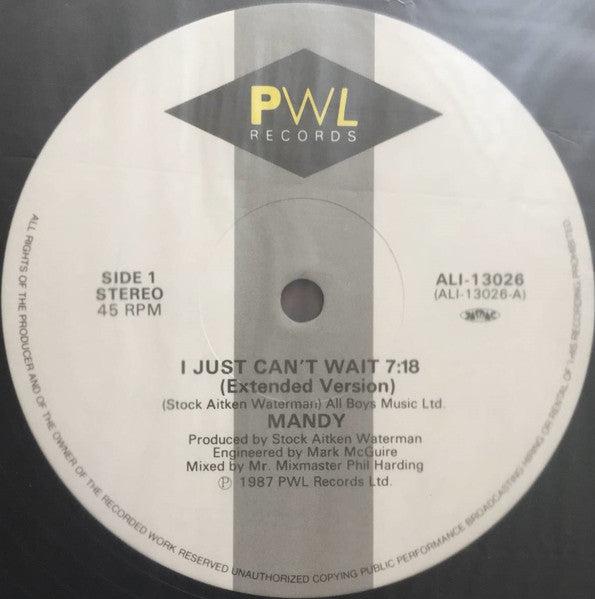 PWL
RECORDS
SIDE 1
STEREO
45 RPM
ALI-13026
(ALI-13026-A)
I JUST CAN'T WAIT 7:18
(Extended Version)
(Stock Aitken Waterman) All Boys Music Ltd.
MANDY
Produced by Stock Aitken Waterman
Engineered by Mark McGuire
Mixed by Mr. Mixmaster Phil Harding
℗ 1987 PWL Records Ltd.
ALL RIGHTS OF THE PRODUCER AND OF THE OWNER OF THE RECORDED WORK RESERVED UNAUTHORIZED COPYING PUBLIC PERFORMANCE BROADCASTING HIRING OR RENTAL OF THIS RECORDING PROHIBITED